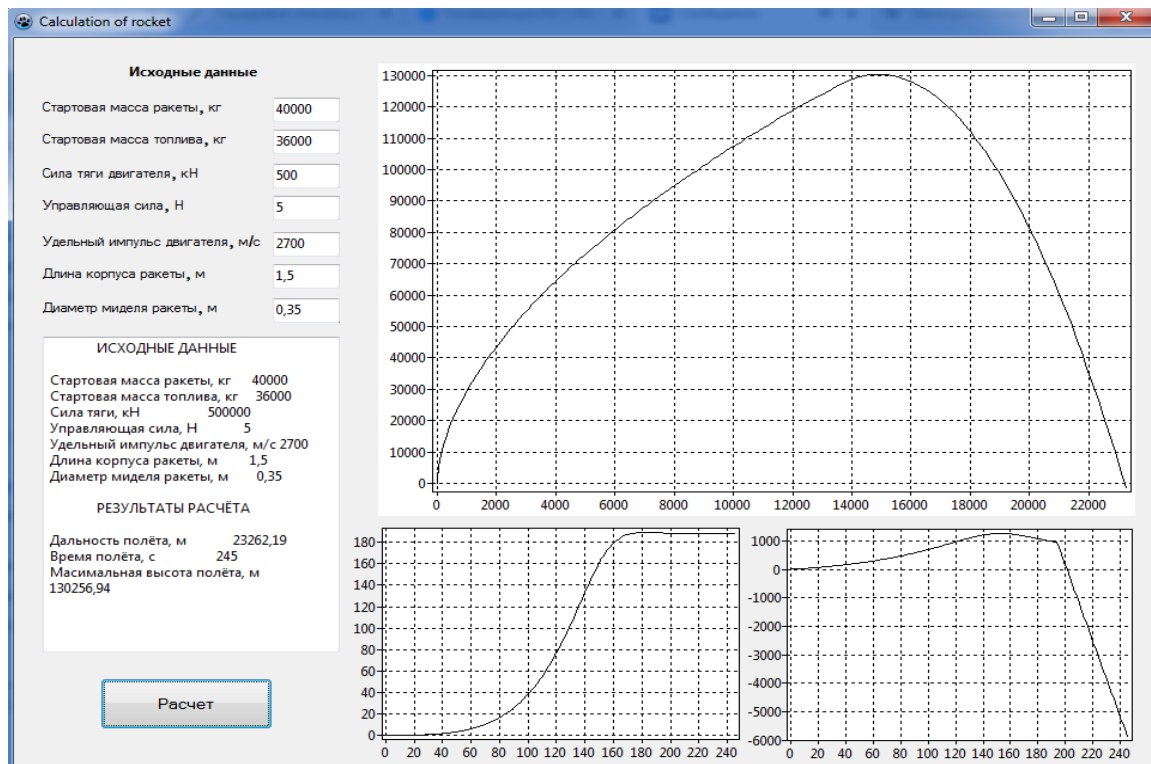 Calculation of rocket
Исходные данные
Стартовая масса ракеты, кг 40000
Стартовая масса топлива, кг 36000
Сила тяги двигателя, кН 500
Управляющая сила, Н 5
Удельный импульс двигателя, м/с 2700
Длина корпуса ракеты, м 1,5
Диаметр миделя ракеты, м 0,35
ИСХОДНЫЕ ДАННЫЕ
Стартовая масса ракеты, кг 40000
Стартовая масса топлива, кг 36000
Сила тяги, кН 500000
Управляющая сила, Н 5
Удельный импульс двигателя, м/с 2700
Длина корпуса ракеты, м 1,5
Диаметр миделя ракеты, м 0,35
РЕЗУЛЬТАТЫ РАСЧЁТА
Дальность полёта, м 23262,19
Время полёта, с 245
Масимальная высота полёта, м
130256,94
Расчет
130000
120000
110000
100000
90000
80000
70000
60000
50000
40000
30000
20000
10000
0
0 2000 4000 6000 8000 10000 12000 14000 16000 18000 20000 22000
180
160
140
120
100
80
60
40
20
0
0 20 40 60 80 100 120 140 160 180 200 220 240
1000
0
-1000
-2000
-3000
-4000
-5000
-6000
0 20 40 60 80 100 120 140 160 180 200 220 240